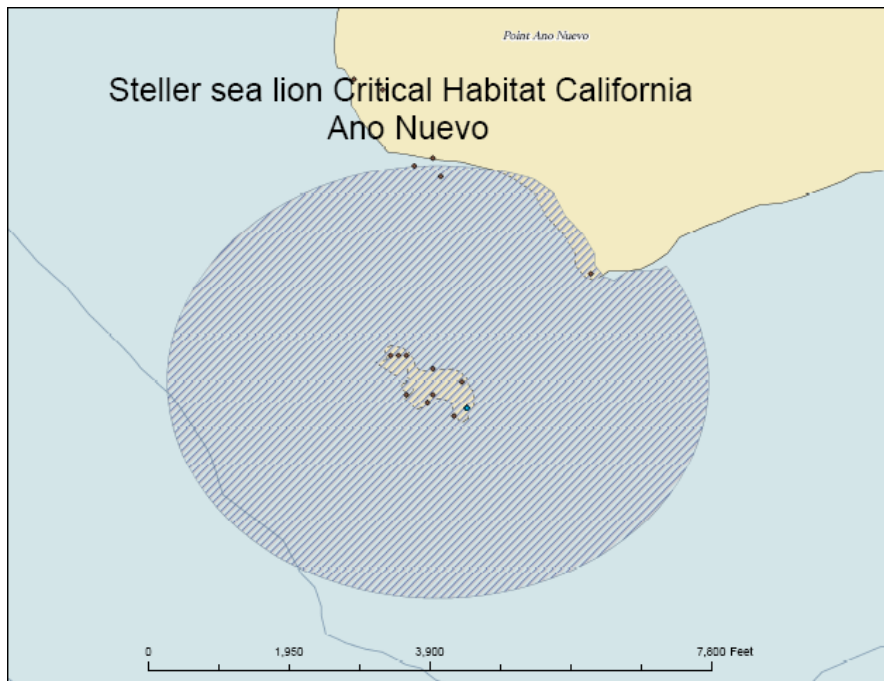 Point Ano Nuevo
Steller sea lion Critical Habitat California
Ano Nuevo
0 1,950 3,900 7,800 Feet